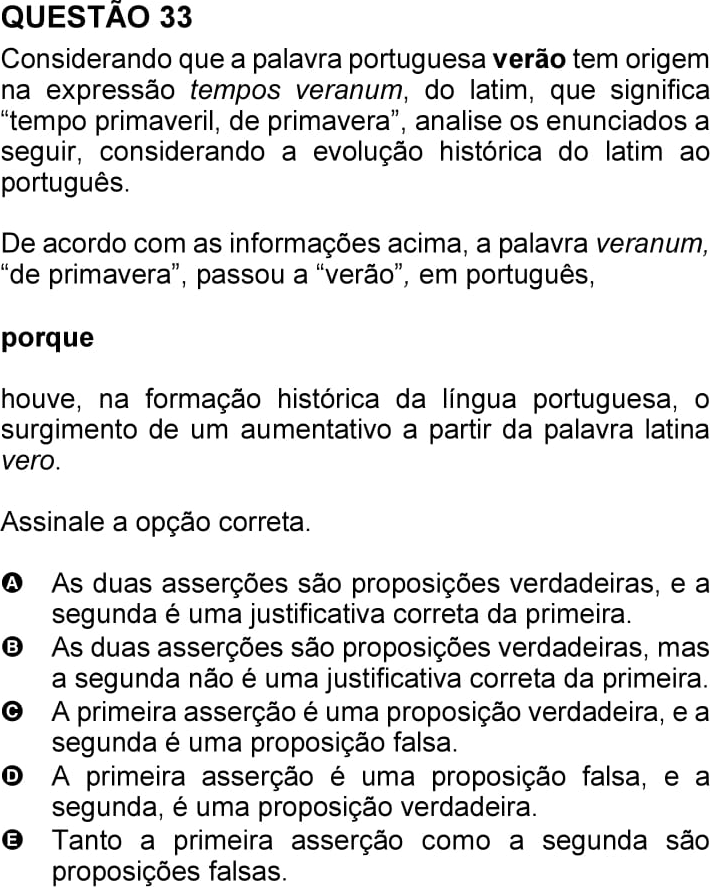 QUESTÃO 33
Considerando que a palavra portuguesa verão tem origem
na expressão tempos veranum, do latim, que significa
“tempo primaveril, de primavera”, analise os enunciados a
seguir, considerando a evolução histórica do latim ao
português.
De acordo com as informações acima, a palavra veranum,
“de primavera”, passou a “verão”, em português,
porque
houve, na formação histórica da língua portuguesa, o
surgimento de um aumentativo a partir da palavra latina
vero.
Assinale a opção correta.
A As duas asserções são proposições verdadeiras, e a
segunda é uma justificativa correta da primeira.
B As duas asserções são proposições verdadeiras, mas
a segunda não é uma justificativa correta da primeira.
C A primeira asserção é uma proposição verdadeira, e a
segunda é uma proposição falsa.
D A primeira asserção é uma proposição falsa, e a
segunda, é uma proposição verdadeira.
E Tanto a primeira asserção como a segunda são
proposições falsas.